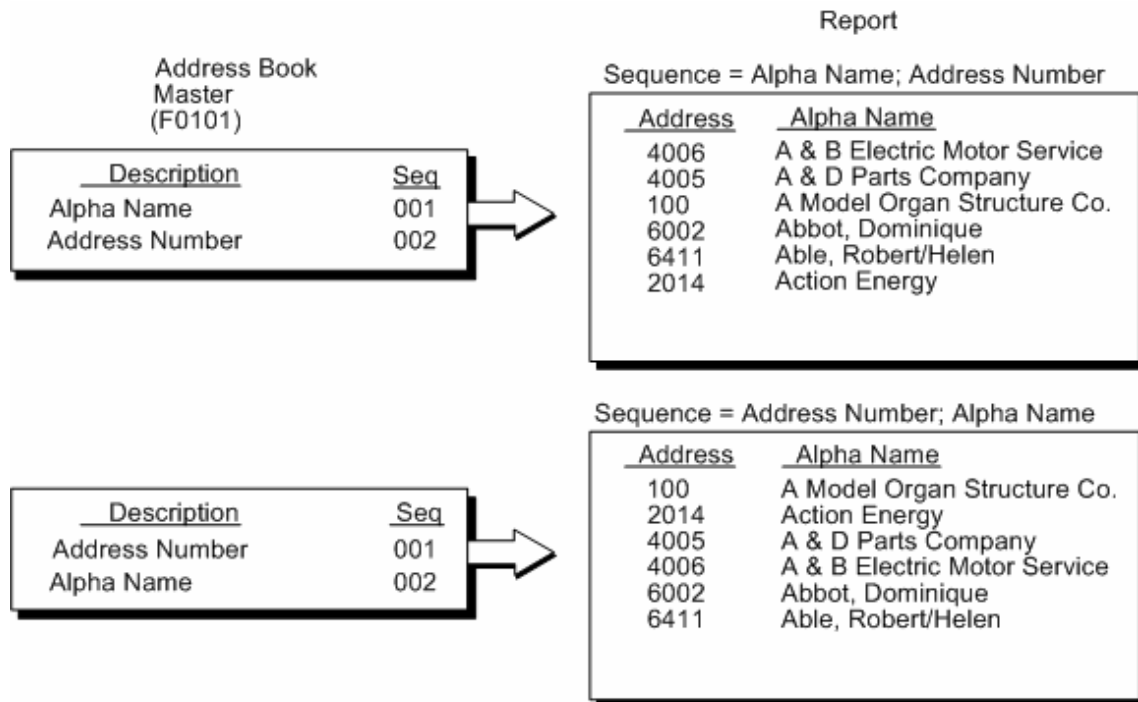 Report
Address Book
Master
(F0101)
Sequence = Alpha Name; Address Number
Description Seq
Alpha Name 001
Address Number 002
Address Alpha Name
4006 A & B Electric Motor Service
4005 A & D Parts Company
100 A Model Organ Structure Co.
6002 Abbot, Dominique
6411 Able, Robert/Helen
2014 Action Energy
Sequence = Address Number; Alpha Name
Description Seq
Address Number 001
Alpha Name 002
Address Alpha Name
100 A Model Organ Structure Co.
2014 Action Energy
4005 A & D Parts Company
4006 A & B Electric Motor Service
6002 Abbot, Dominique
6411 Able, Robert/Helen